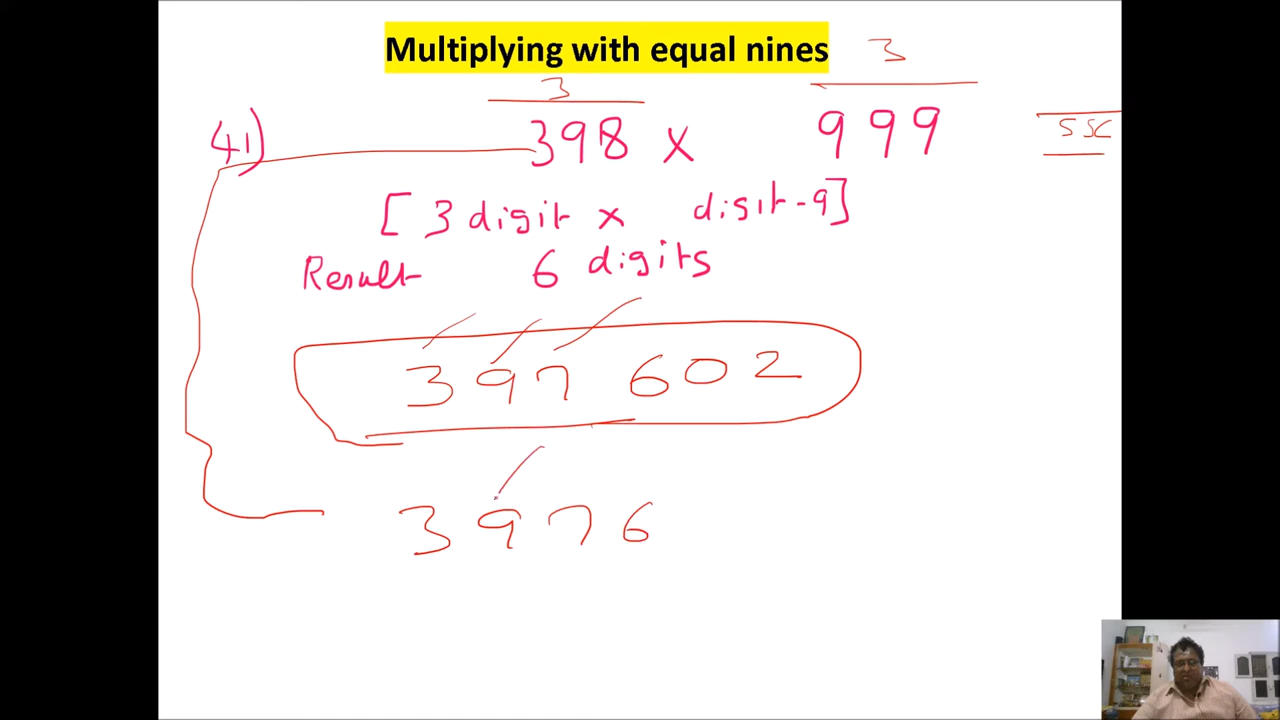 Multiplying with equal nines
3 3
41) 398 x 999 SSC
[3 digit x digit-9]
Result 6 digits
397 602
3976